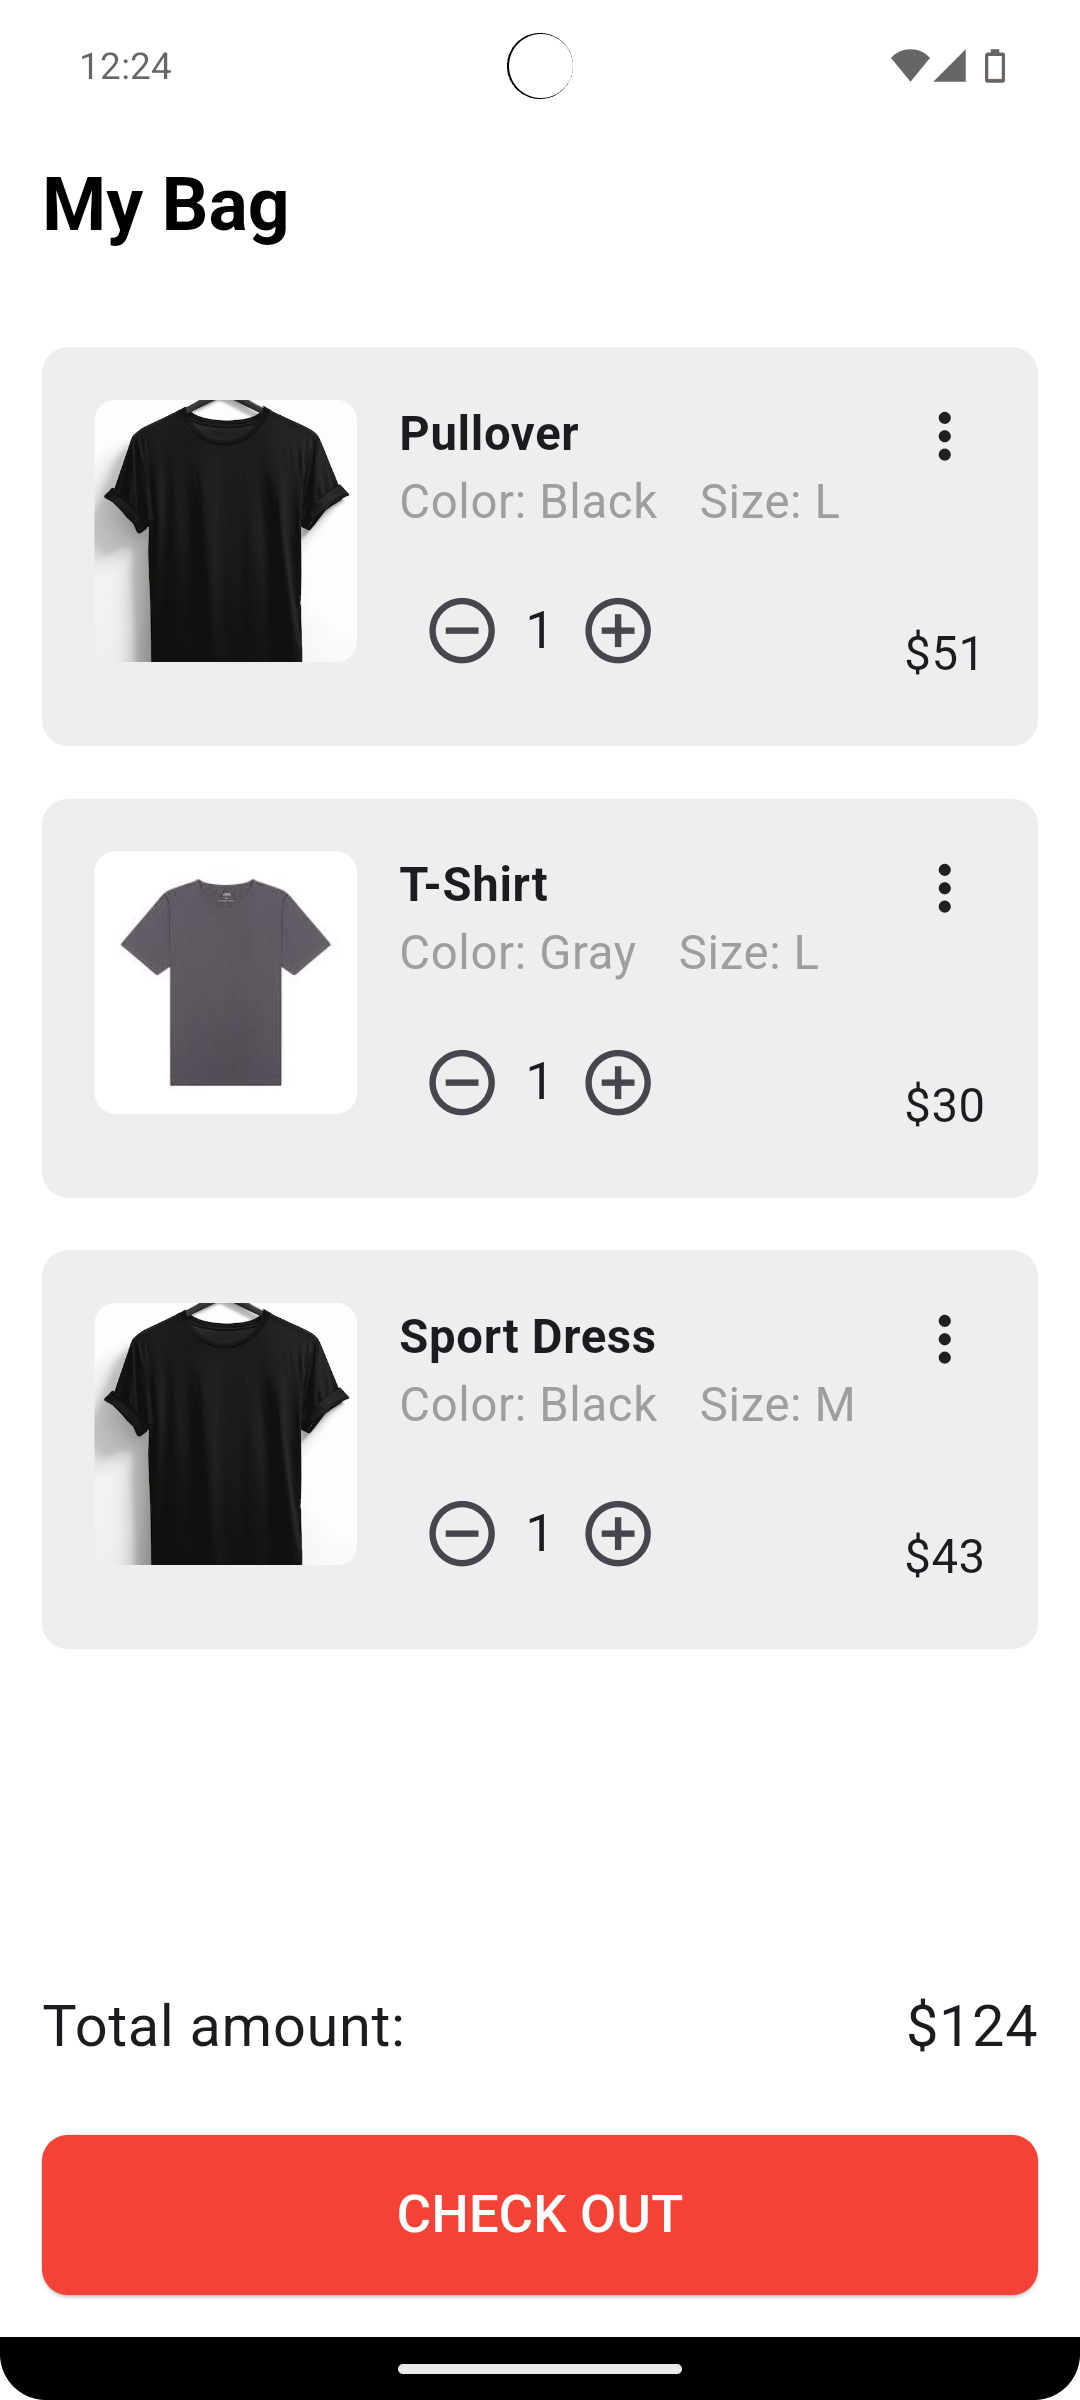 12:24
My Bag
Pullover
Color: Black Size: L
1
$51
T-Shirt
Color: Gray Size: L
1
$30
Sport Dress
Color: Black Size: M
1
$43
Total amount: $124
CHECK OUT